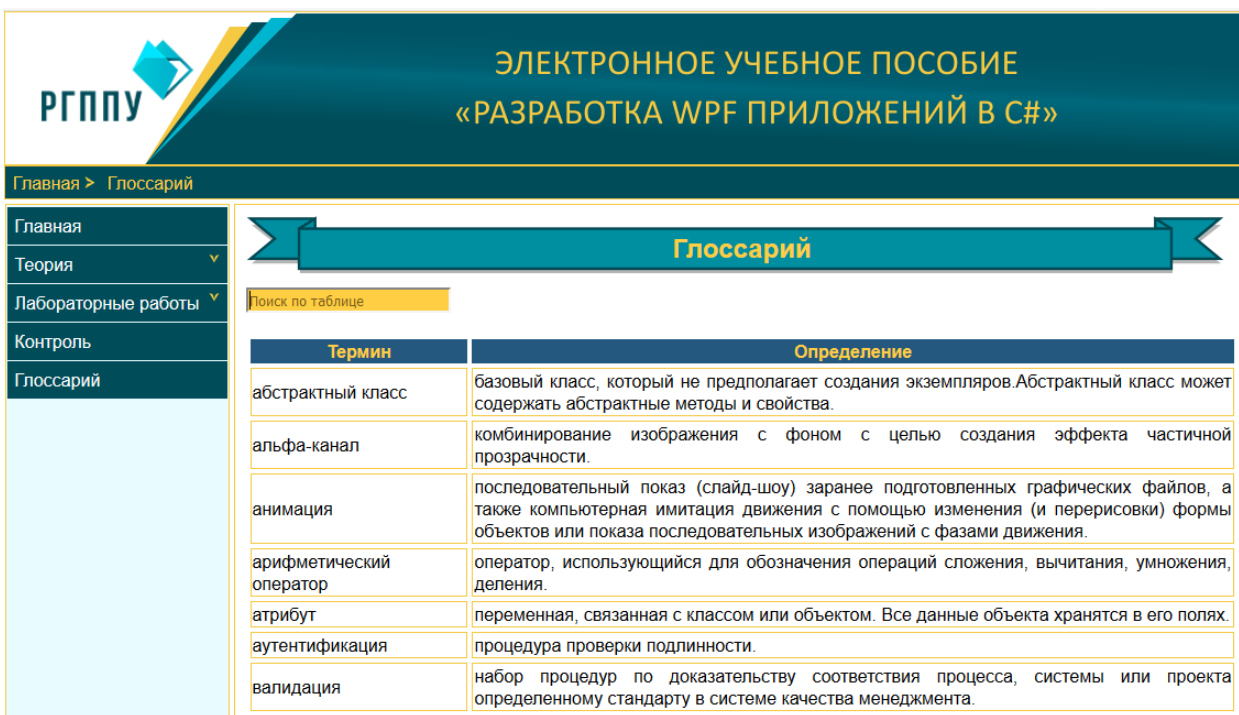 РГППУ
ЭЛЕКТРОННОЕ УЧЕБНОЕ ПОСОБИЕ
«РАЗРАБОТКА WPF ПРИЛОЖЕНИЙ В C#»
Главная > Глоссарий
Главная
Теория
Лабораторные работы
Контроль
Глоссарий
Глоссарий
Поиск по таблице
Термин Определение
абстрактный класс
базовый класс, который не предполагает создания экземпляров.Абстрактный класс может
содержать абстрактные методы и свойства.
альфа-канал
комбинирование изображения с фоном с целью создания эффекта частичной
прозрачности.
анимация
последовательный показ (слайд-шоу) заранее подготовленных графических файлов, а
также компьютерная имитация движения с помощью изменения (и перерисовки) формы
объектов или показа последовательных изображений с фазами движения.
арифметический
оператор
оператор, использующийся для обозначения операций сложения, вычитания, умножения,
деления.
атрибут
переменная, связанная с классом или объектом. Все данные объекта хранятся в его полях.
аутентификация
процедура проверки подлинности.
валидация
набор процедур по доказательству соответствия процесса, системы или проекта
определенному стандарту в системе качества менеджмента.